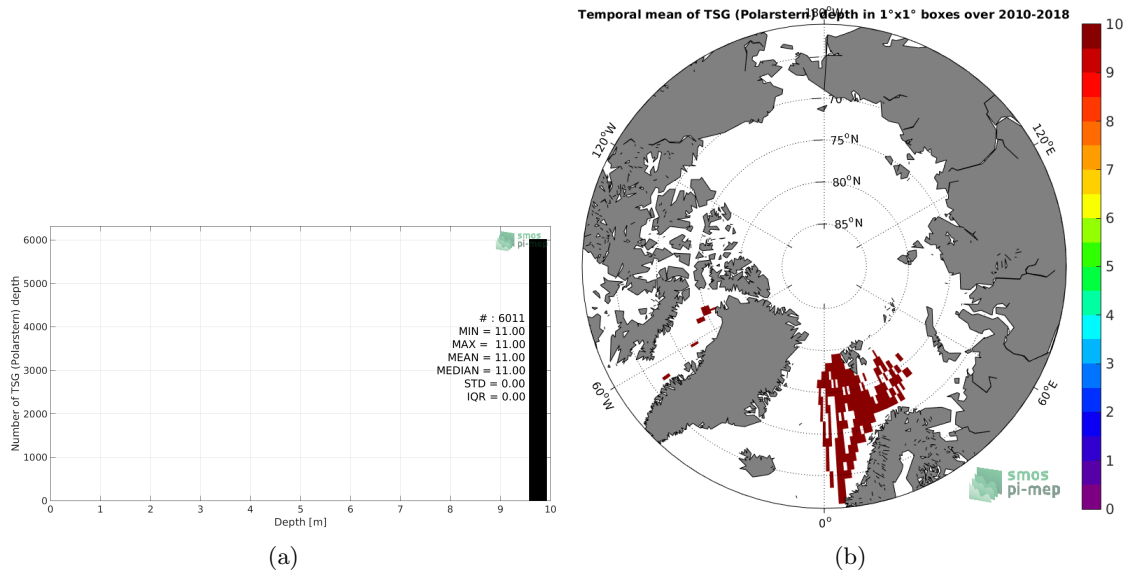 Temporal mean of TSG (Polarstern) depth in 1°x1° boxes over 2010-2018
180°W
120°W
120°E
60°W
60°E
0°
70
75°N
80°N
85°N
10
9
8
7
6
5
4
3
2
1
0
smos
pi-mep
Number of TSG (Polarstern) depth
6000
5000
4000
3000
2000
1000
0
smos
pi-mep
# : 6011
MIN = 11.00
MAX = 11.00
MEAN = 11.00
MEDIAN = 11.00
STD = 0.00
IQR = 0.00
0 1 2 3 4 5 6 7 8 9 10
Depth [m]
(a)
(b)